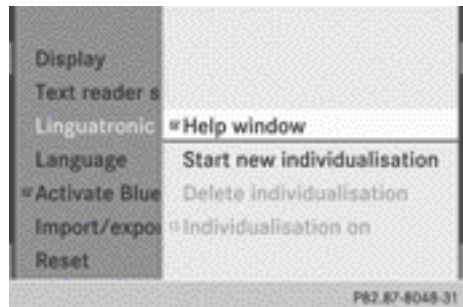 Display
Text reader s
Linguatronic
Help window
Language
Start new individualisation
Activate Blue
Delete individualisation
Import/expo
Individualisation on
Reset
P82.87-8048-31